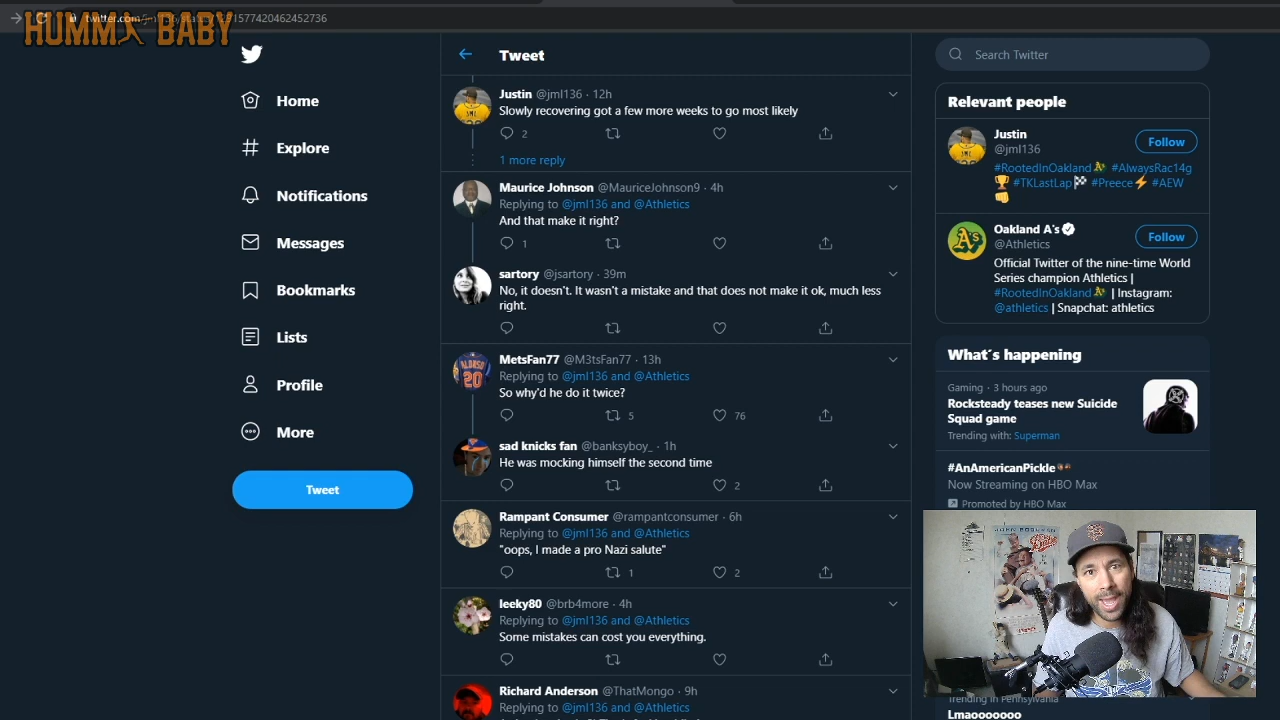 twitter.com/jml136/status/1291577420462452736
HUMM BABY
Home
Explore
Notifications
Messages
Bookmarks
Lists
Profile
More
Tweet
Tweet
Justin @jml136 · 12h
Slowly recovering got a few more weeks to go most likely
2
1 more reply
Maurice Johnson @MauriceJohnson9 · 4h
Replying to @jml136 and @Athletics
And that make it right?
1
sartory @jsartory · 39m
No, it doesn't. It wasn't a mistake and that does not make it ok, much less
right.
MetsFan77 @M3tsFan77 · 13h
Replying to @jml136 and @Athletics
So why'd he do it twice?
5 76
sad knicks fan @banksyboy_ · 1h
He was mocking himself the second time
2
Rampant Consumer @rampantconsumer · 6h
Replying to @jml136 and @Athletics
"oops, I made a pro Nazi salute"
1 2
leeky80 @brb4more · 4h
Replying to @jml136 and @Athletics
Some mistakes can cost you everything.
Richard Anderson @ThatMongo · 9h
Replying to @jml136 and @Athletics
Search Twitter
Relevant people
Justin
@jml136
Follow
#RootedInOakland #AlwaysRac14g
#TKLastLap #Preece #AEW
Oakland A's
@Athletics
Follow
Official Twitter of the nine-time World
Series champion Athletics |
#RootedInOakland | Instagram:
@athletics | Snapchat: athletics
What's happening
Gaming · 3 hours ago
Rocksteady teases new Suicide
Squad game
Trending with: Superman
#AnAmericanPickle
Now Streaming on HBO Max
Promoted by HBO Max
Trending in Pennsylvania
Lmaooooooo